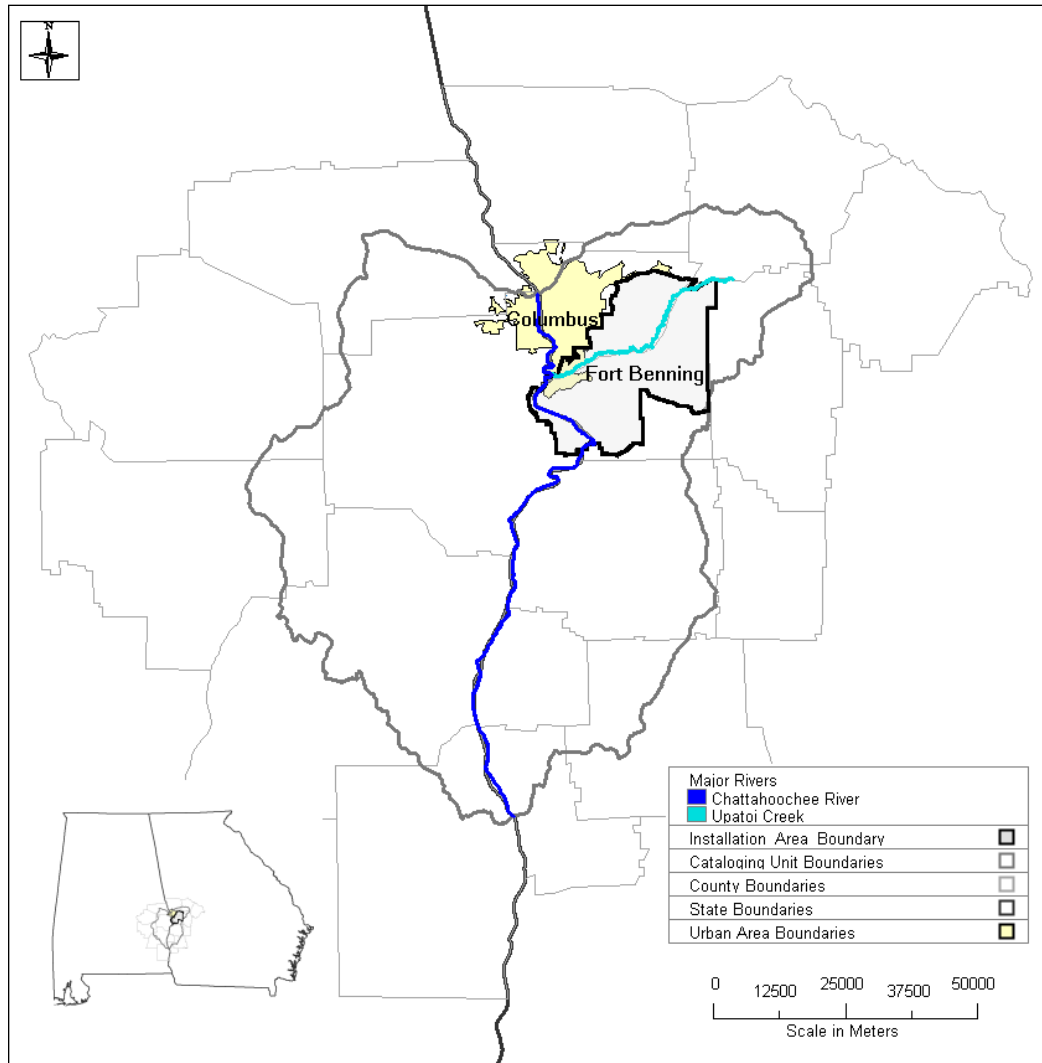 N
Columbus
Fort Benning
Major Rivers
Chattahoochee River
Upatoi Creek
Installation Area Boundary
Cataloging Unit Boundaries
County Boundaries
State Boundaries
Urban Area Boundaries
0 12500 25000 37500 50000
Scale in Meters